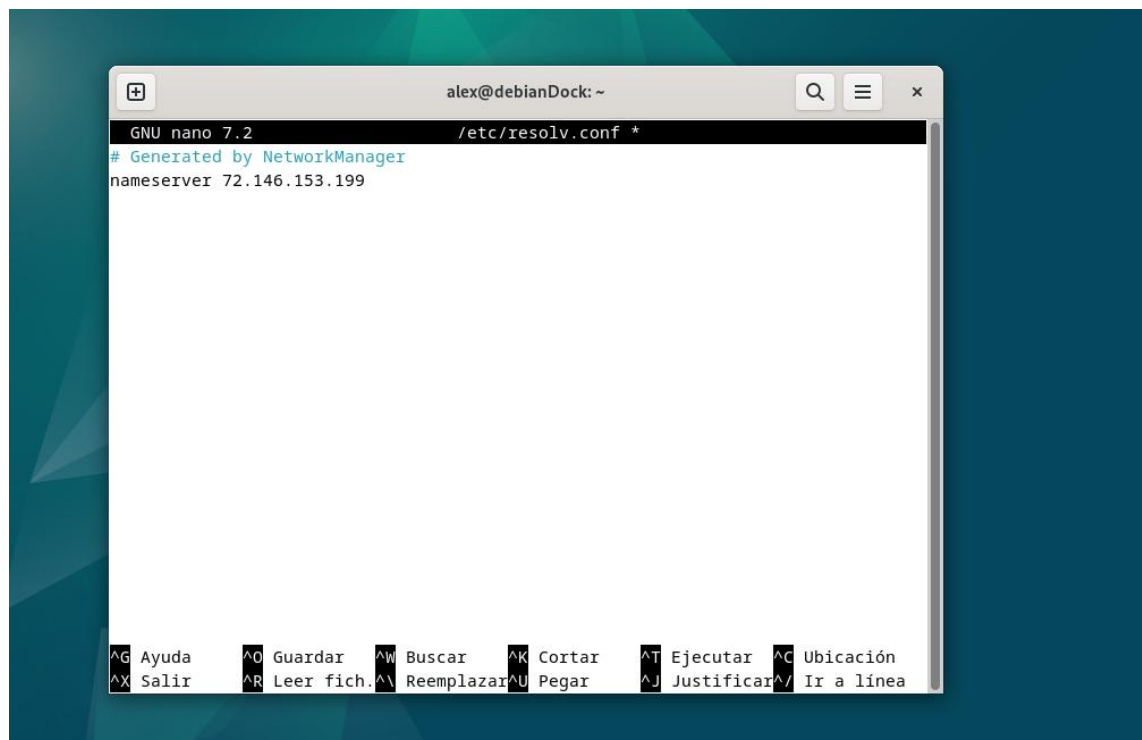 alex@debianDock: ~
GNU nano 7.2 /etc/resolv.conf *
# Generated by NetworkManager
nameserver 72.146.153.199
^G Ayuda ^O Guardar ^W Buscar ^K Cortar ^T Ejecutar ^C Ubicación
^X Salir ^R Leer fich. ^\ Reemplazar ^U Pegar ^J Justificar ^/ Ir a línea